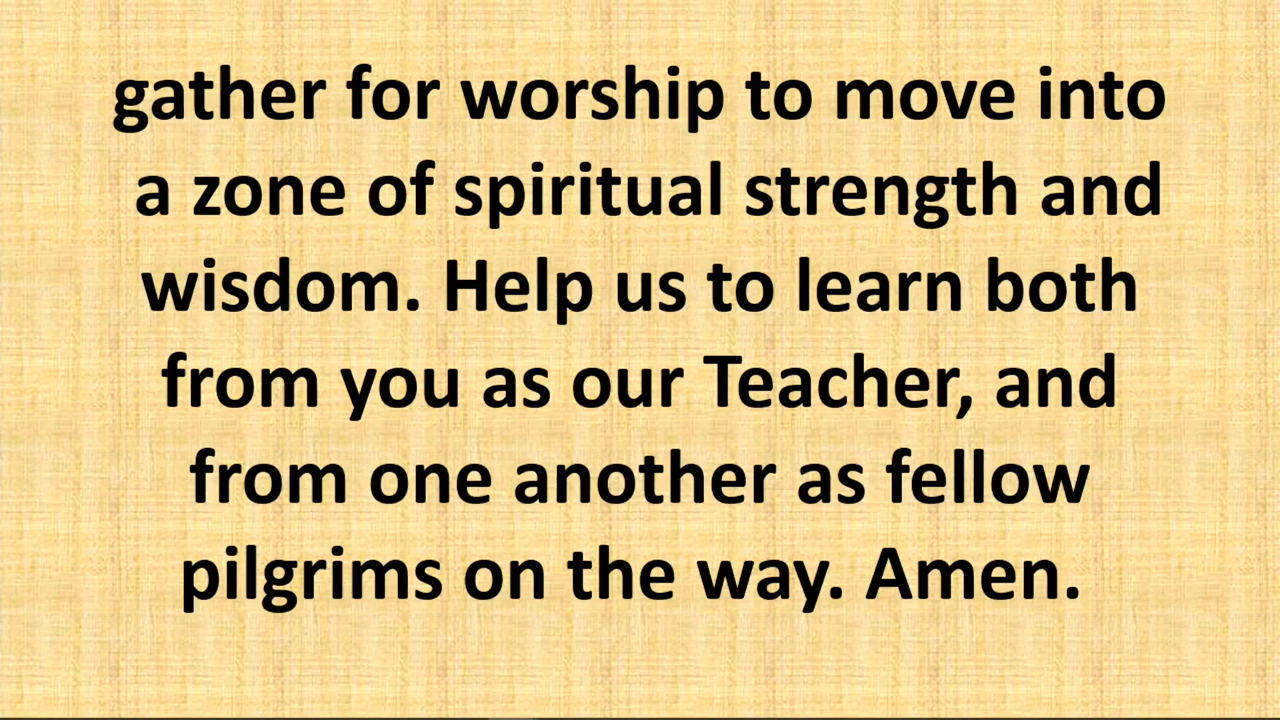 gather for worship to move into
a zone of spiritual strength and
wisdom. Help us to learn both
from you as our Teacher, and
from one another as fellow
pilgrims on the way. Amen.